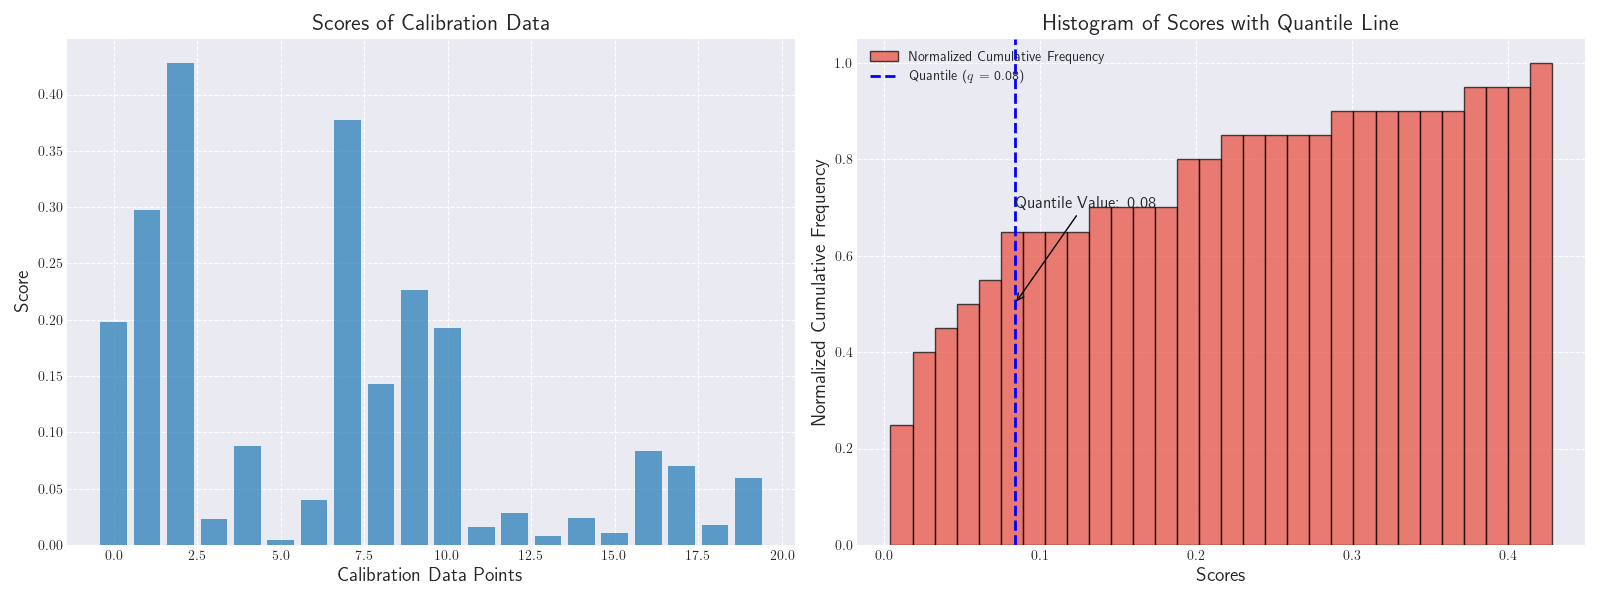 Scores of Calibration Data
Score
0.40
0.35
0.30
0.25
0.20
0.15
0.10
0.05
0.00
0.0 2.5 5.0 7.5 10.0 12.5 15.0 17.5 20.0
Calibration Data Points
Histogram of Scores with Quantile Line
Normalized Cumulative Frequency
Quantile (q = 0.08)
Quantile Value: 0.08
Normalized Cumulative Frequency
1.0
0.8
0.6
0.4
0.2
0.0
0.0 0.1 0.2 0.3 0.4
Scores